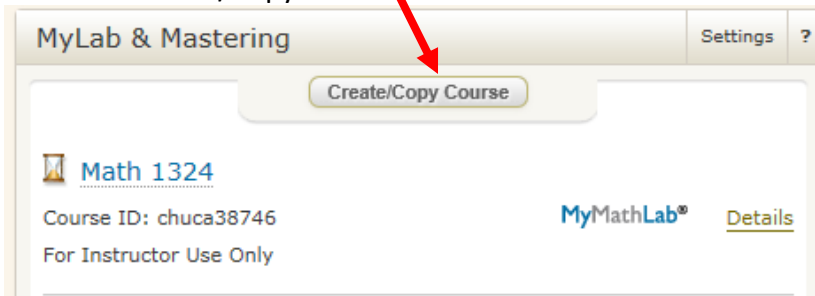 MyLab & Mastering Settings ?
Create/Copy Course
Math 1324
Course ID: chuca38746 MyMathLab® Details
For Instructor Use Only